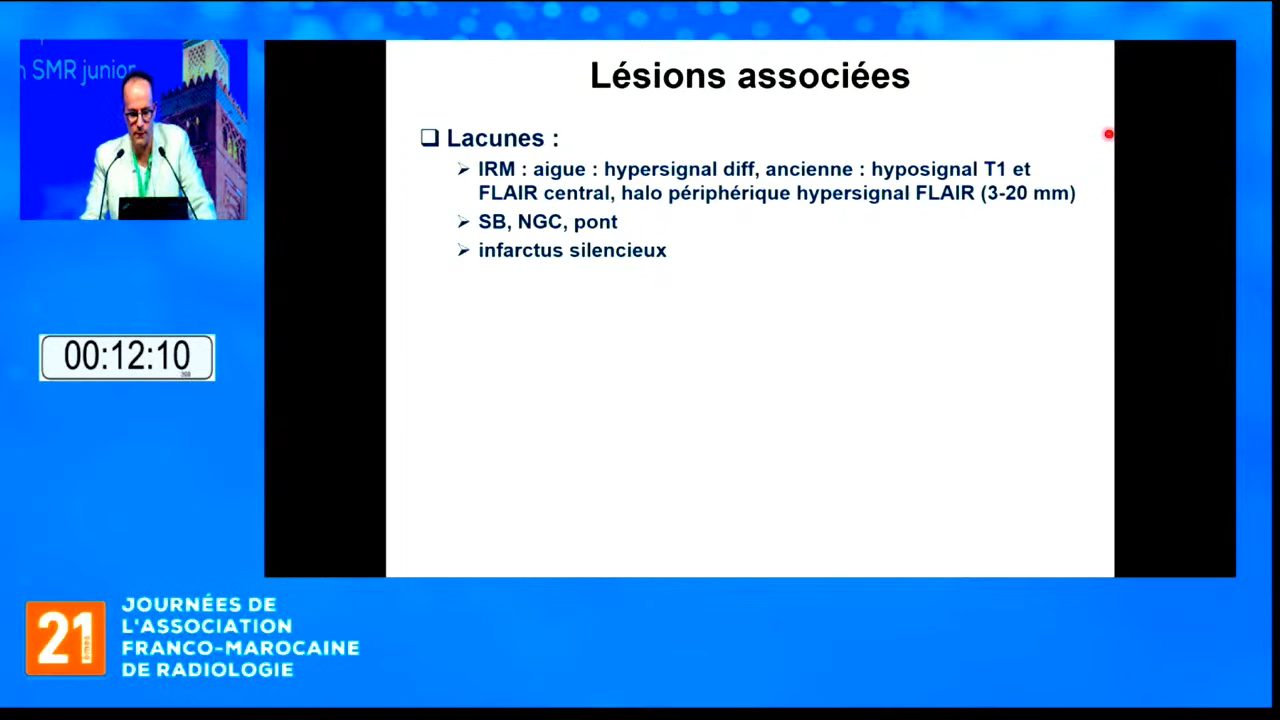 SMR junior
Lésions associées
Lacunes :
IRM : aigue : hypersignal diff, ancienne : hyposignal T1 et
FLAIR central, halo périphérique hypersignal FLAIR (3-20 mm)
SB, NGC, pont
infarctus silencieux
00:12:10
21
èmes
JOURNÉES DE
L'ASSOCIATION
FRANCO-MAROCAINE
DE RADIOLOGIE